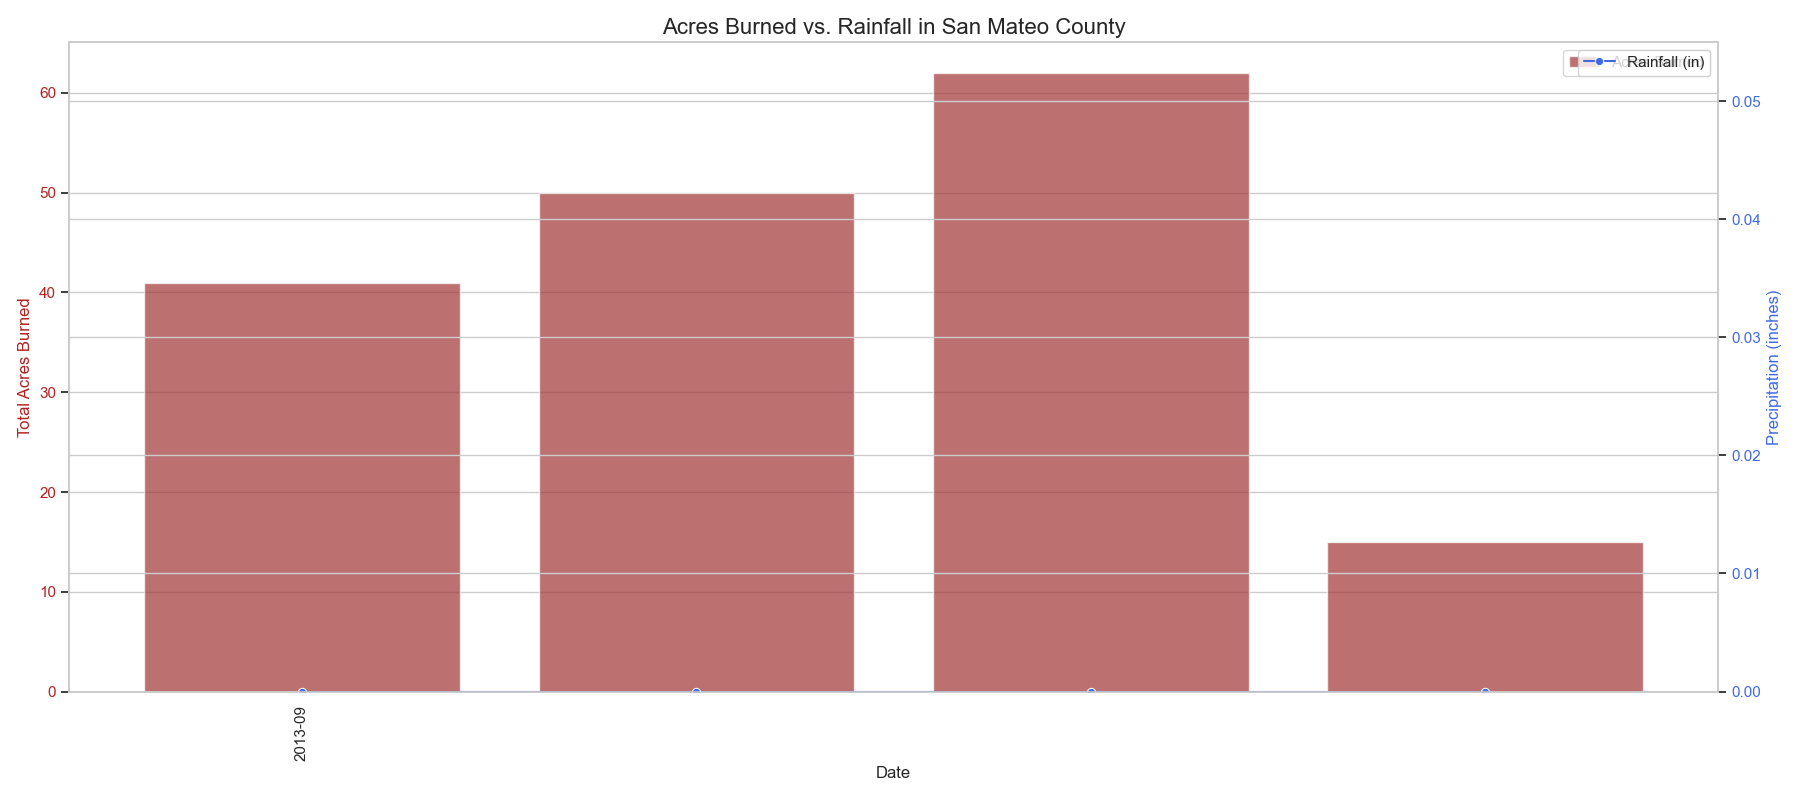 Acres Burned vs. Rainfall in San Mateo County
Rainfall (in)
60
50
40
30
20
10
0
Total Acres Burned
0.05
0.04
0.03
0.02
0.01
0.00
Precipitation (inches)
2013-09
Date